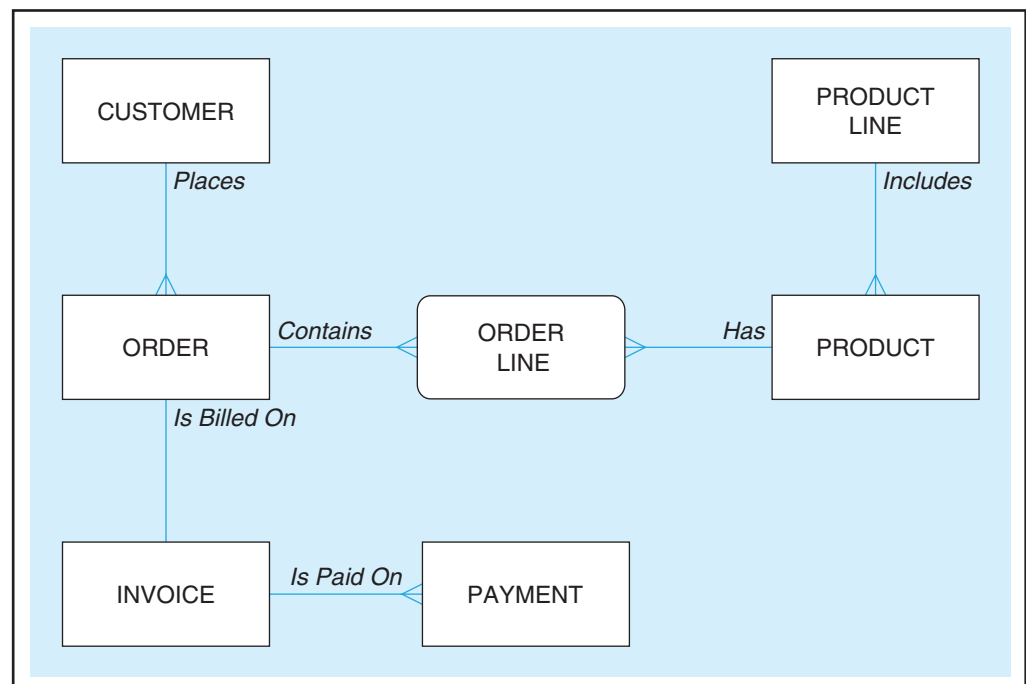 CUSTOMER
PRODUCT
LINE
Places
Includes
ORDER
Contains
ORDER
LINE
Has
PRODUCT
Is Billed On
INVOICE
Is Paid On
PAYMENT